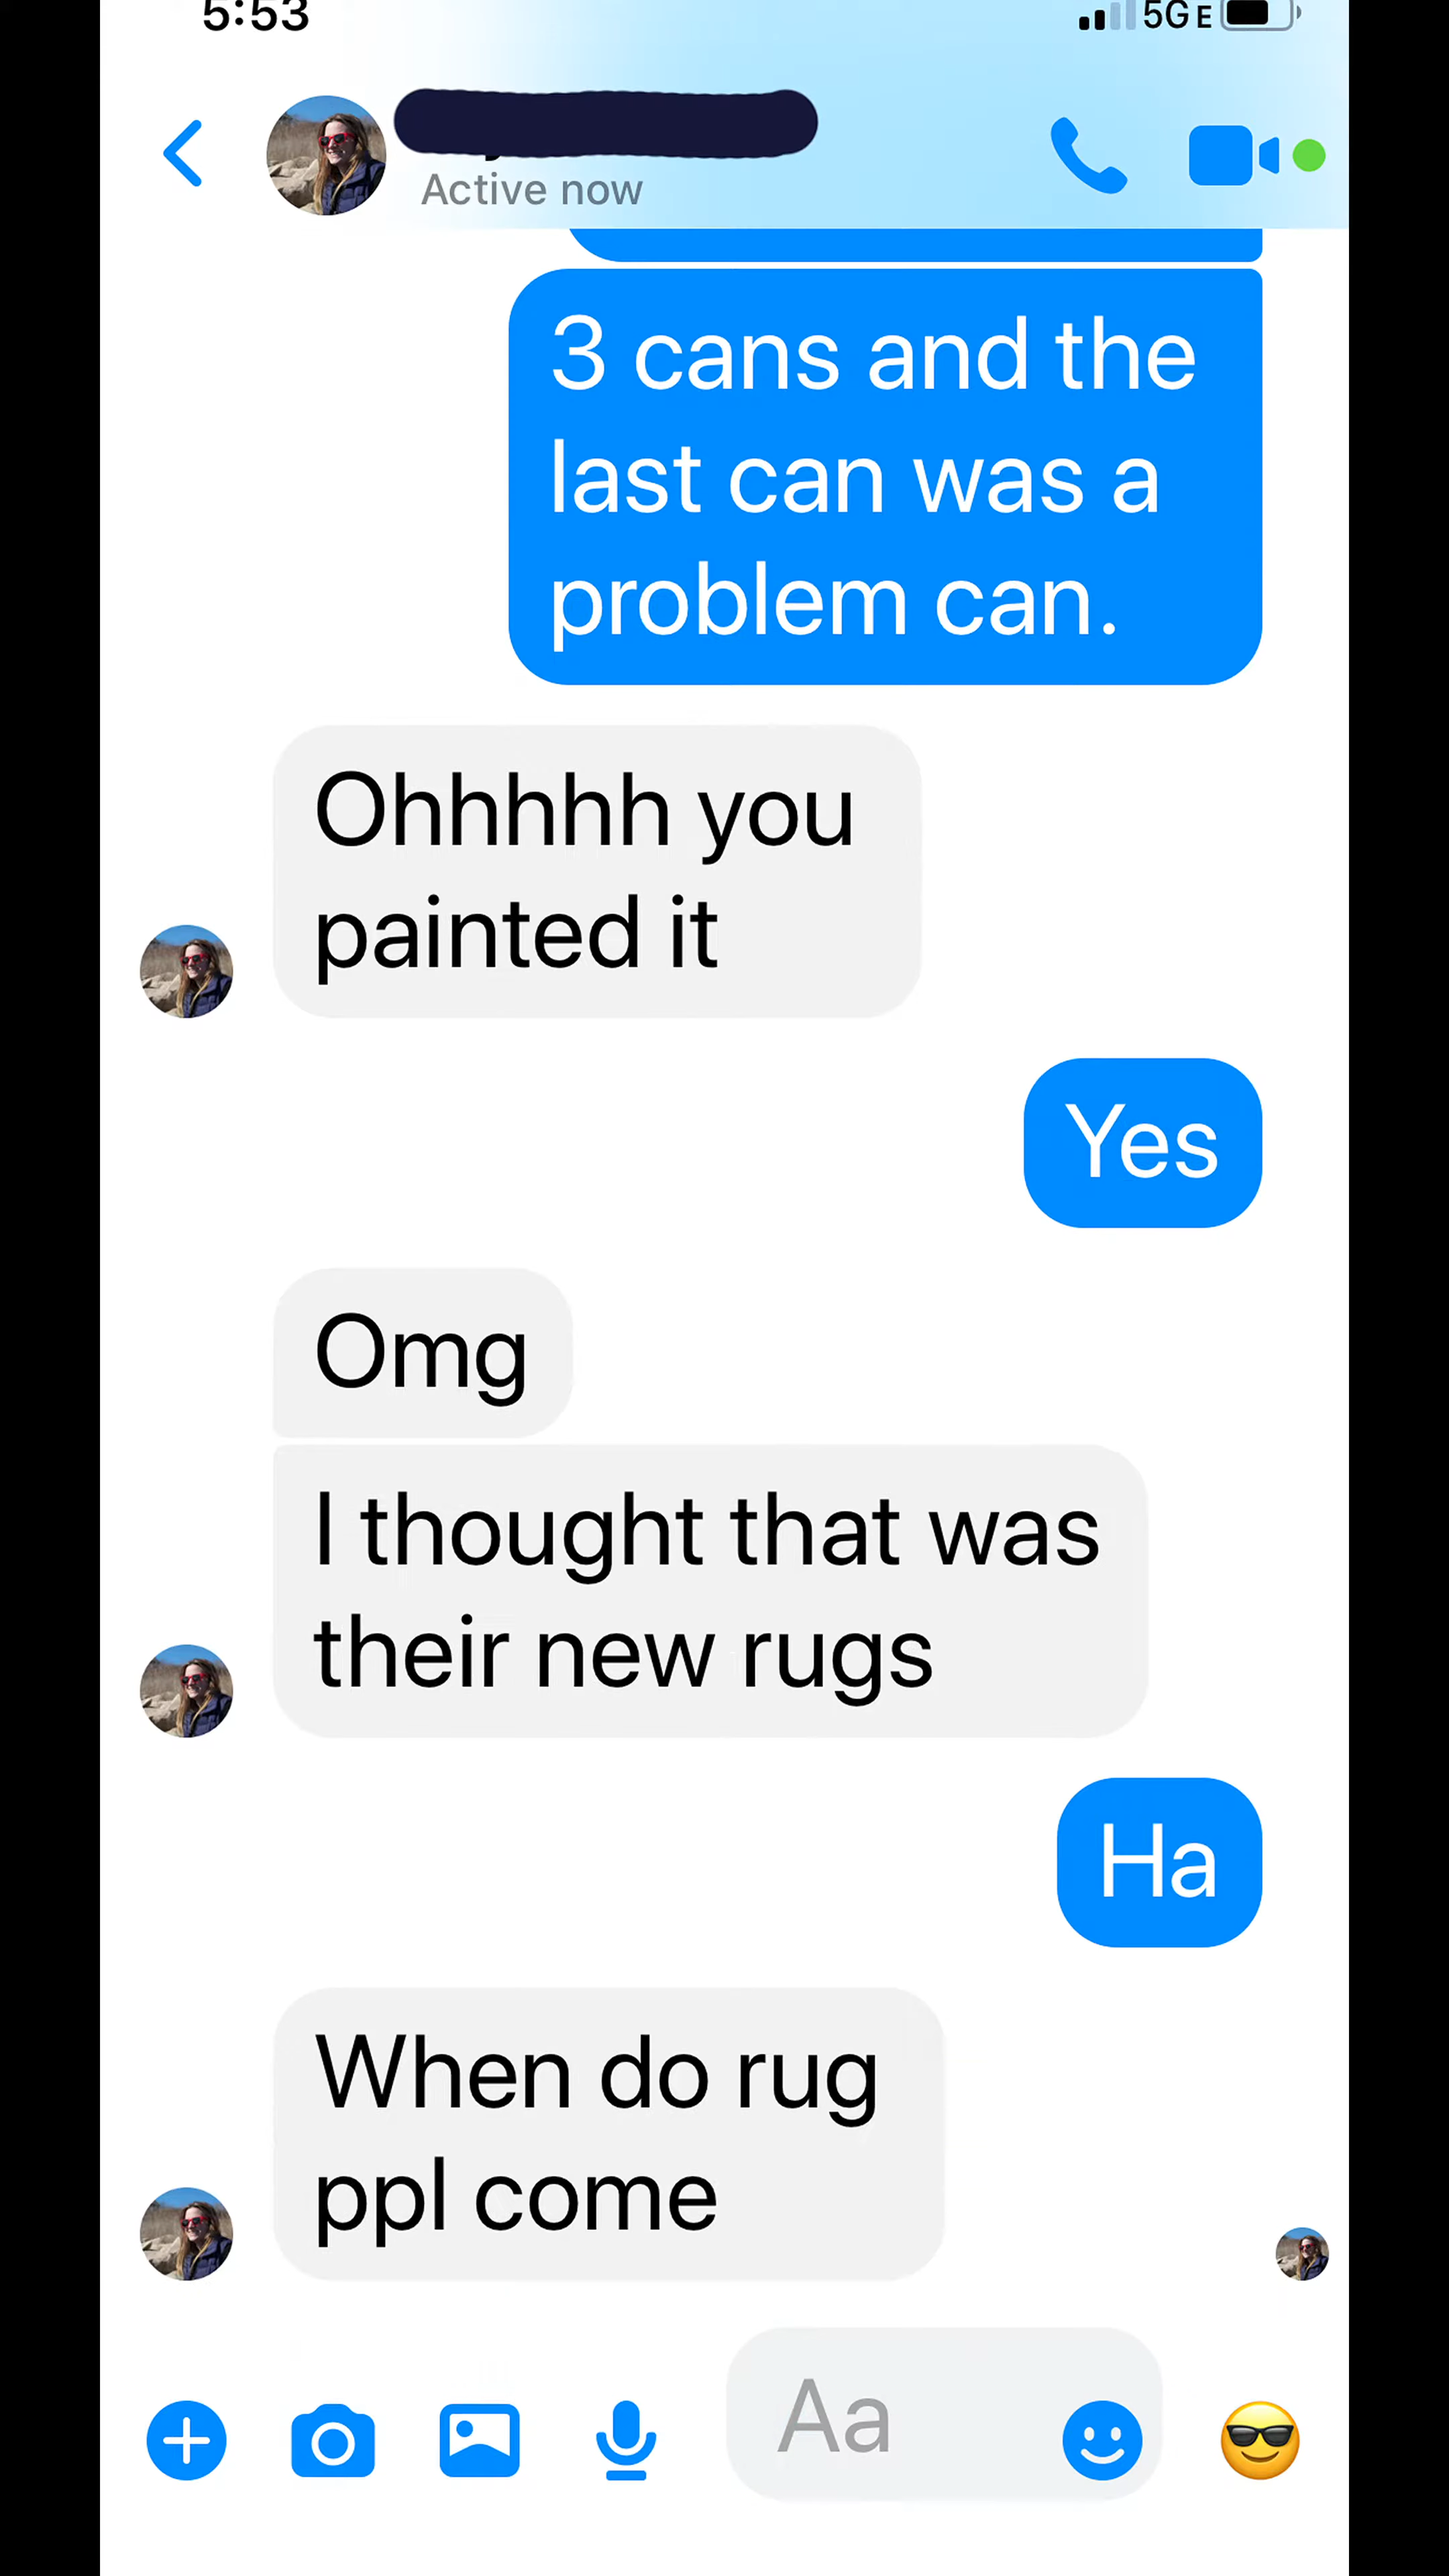 5:53
5G E
Active now
3 cans and the
last can was a
problem can.
Ohhhhh you
painted it
Yes
Omg
I thought that was
their new rugs
Ha
When do rug
ppl come
Aa